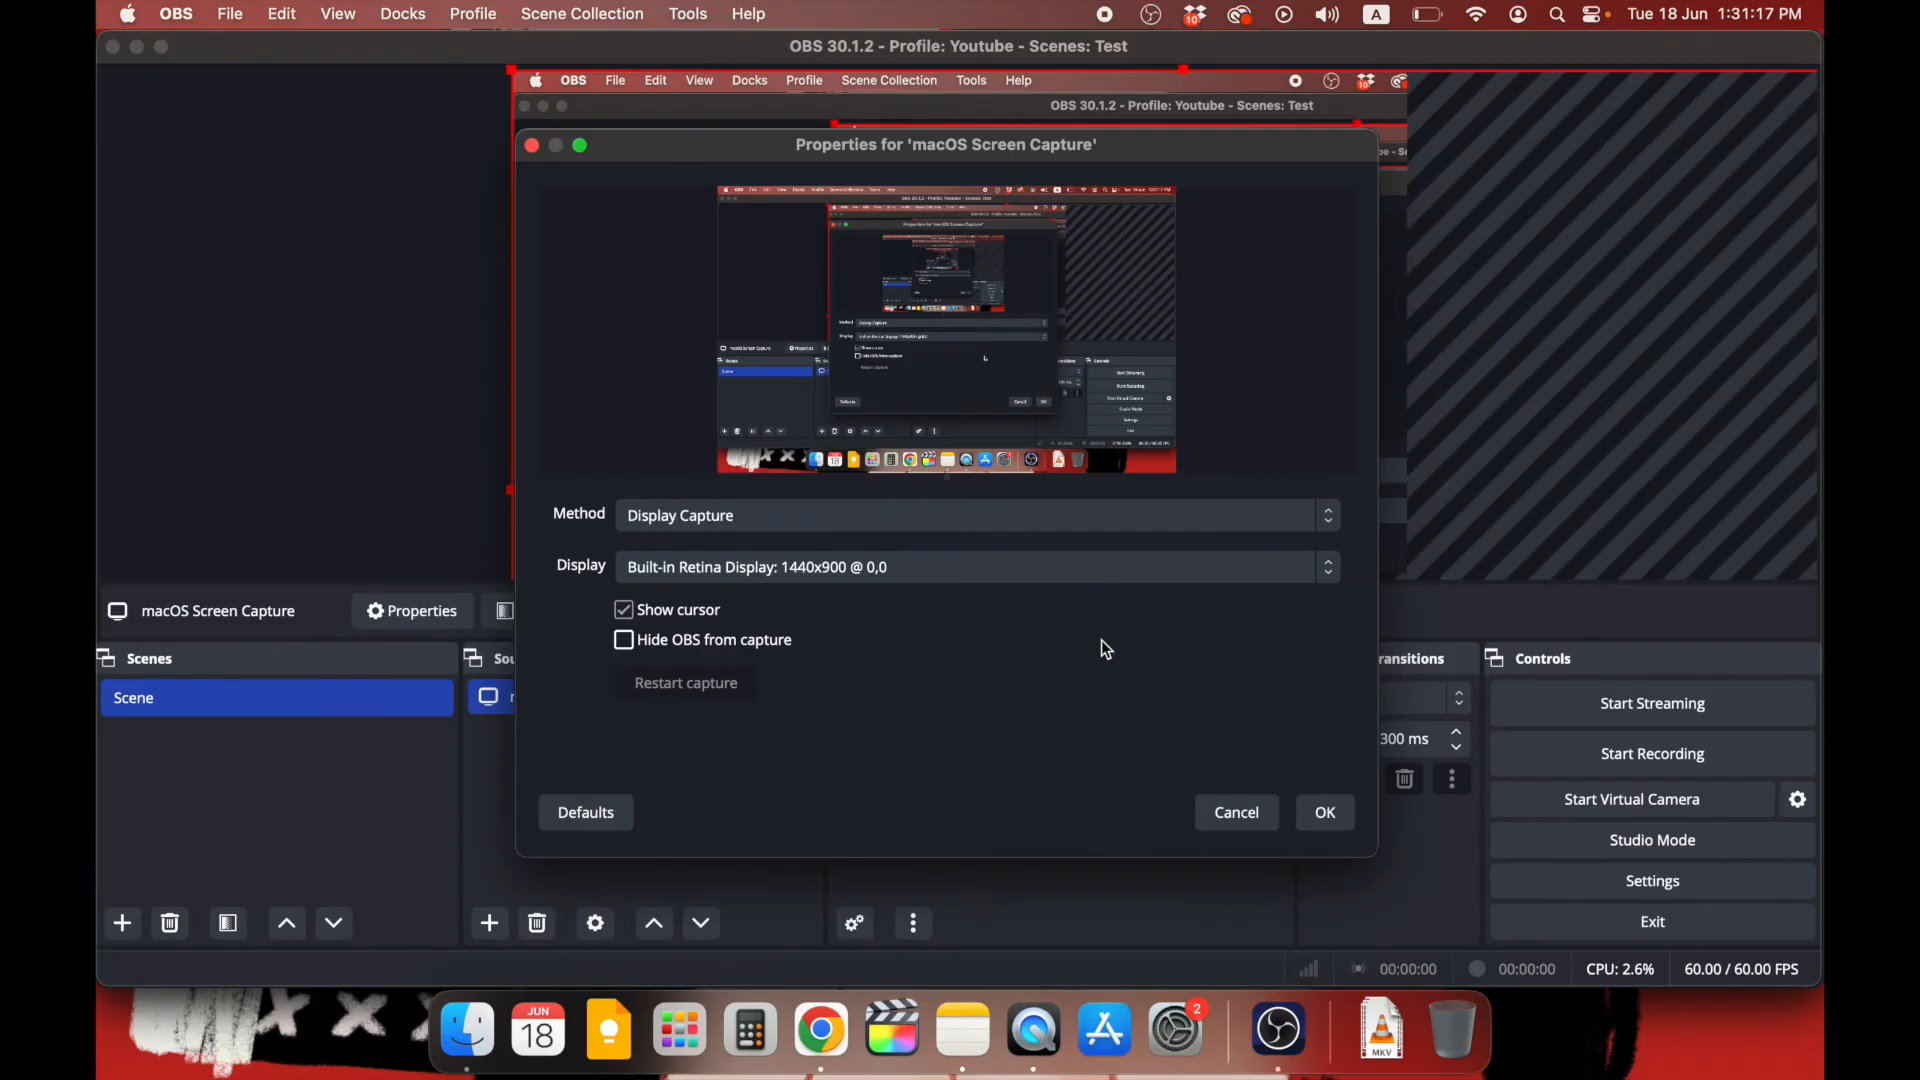 OBS File Edit View Docks Profile Scene Collection Tools Help
10
A
Tue 18 Jun 1:31:17 PM
OBS 30.1.2 - Profile: Youtube - Scenes: Test
OBS File Edit View Docks Profile Scene Collection Tools Help
10
OBS 30.1.2 - Profile: Youtube - Scenes: Test
Properties for 'macOS Screen Capture'
Method Display Capture
Display Built-in Retina Display: 1440x900 @ 0,0
Show cursor
Hide OBS from capture
Restart capture
Defaults Cancel OK
macOS Screen Capture Properties
Scenes
Sou
ransitions
Controls
Scene
300 ms
Start Streaming
Start Recording
Start Virtual Camera
Studio Mode
Settings
Exit
00:00:00 00:00:00 CPU: 2.6% 60.00 / 60.00 FPS
JUN
18
2
MKV